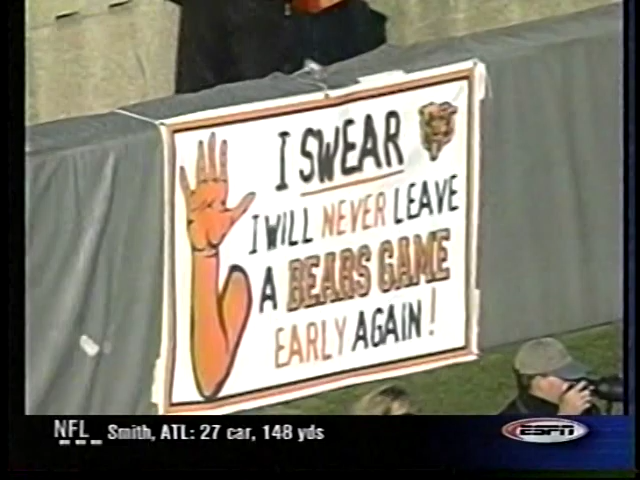 I SWEAR
I WILL NEVER LEAVE
A BEARS GAME
EARLY AGAIN!
NFL Smith, ATL: 27 car, 148 yds
ESPN